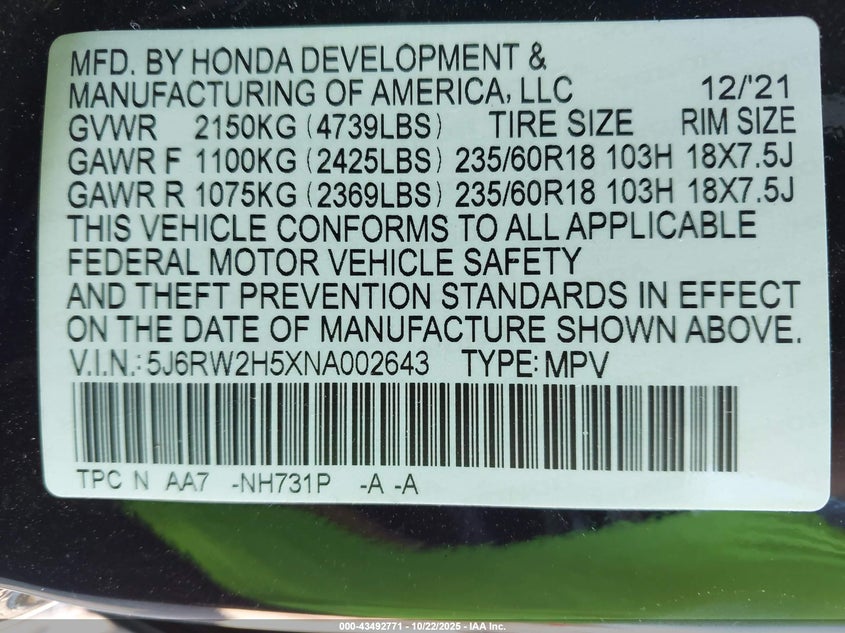 MFD. BY HONDA DEVELOPMENT &
MANUFACTURING OF AMERICA, LLC 12/'21
GVWR 2150KG (4739LBS) TIRE SIZE RIM SIZE
GAWR F 1100KG (2425LBS) 235/60R18 103H 18X7.5J
GAWR R 1075KG (2369LBS) 235/60R18 103H 18X7.5J
THIS VEHICLE CONFORMS TO ALL APPLICABLE
FEDERAL MOTOR VEHICLE SAFETY
AND THEFT PREVENTION STANDARDS IN EFFECT
ON THE DATE OF MANUFACTURE SHOWN ABOVE.
V.I.N.: 5J6RW2H5XNA002643 TYPE: MPV
TPC N AA7 -NH731P -A -A
000-43492771 | 10/22/2025 - IAA Inc.